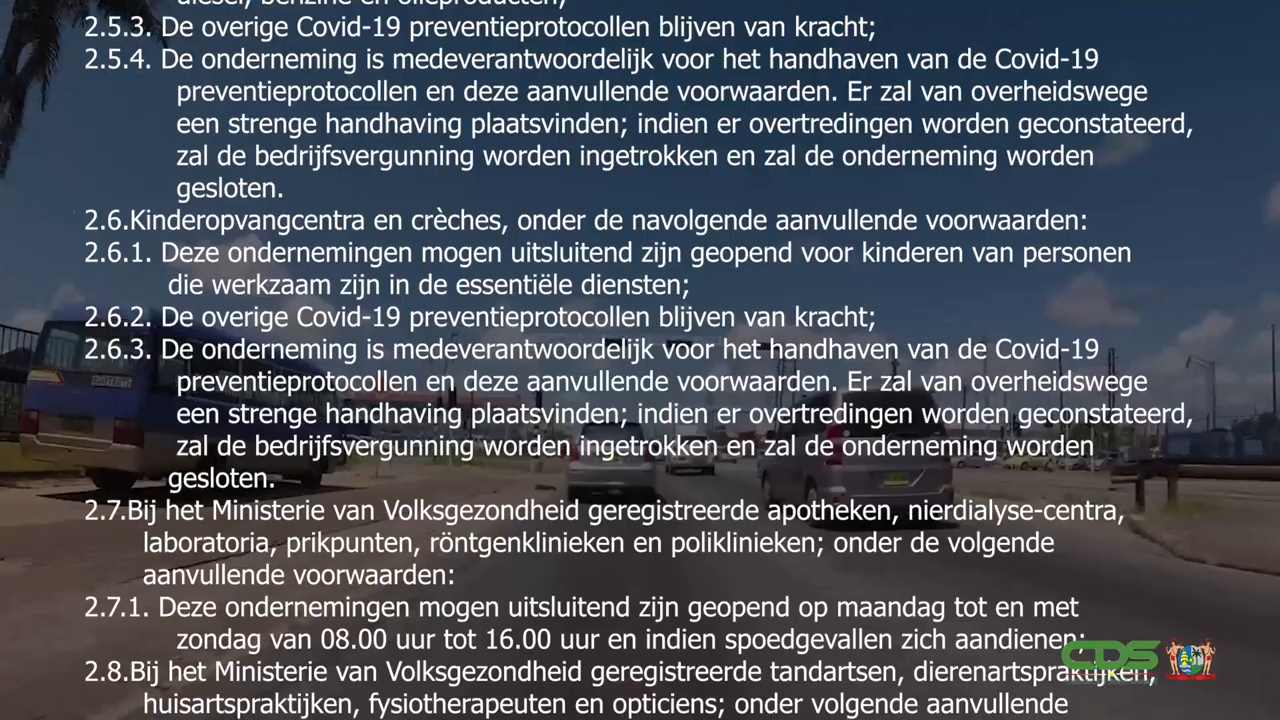 diesel, benzine en olieproducten;
2.5.3. De overige Covid-19 preventieprotocollen blijven van kracht;
2.5.4. De onderneming is medeverantwoordelijk voor het handhaven van de Covid-19
preventieprotocollen en deze aanvullende voorwaarden. Er zal van overheidswege
een strenge handhaving plaatsvinden; indien er overtredingen worden geconstateerd,
zal de bedrijfsvergunning worden ingetrokken en zal de onderneming worden
gesloten.
2.6.Kinderopvangcentra en crèches, onder de navolgende aanvullende voorwaarden:
2.6.1. Deze ondernemingen mogen uitsluitend zijn geopend voor kinderen van personen
die werkzaam zijn in de essentiële diensten;
2.6.2. De overige Covid-19 preventieprotocollen blijven van kracht;
2.6.3. De onderneming is medeverantwoordelijk voor het handhaven van de Covid-19
preventieprotocollen en deze aanvullende voorwaarden. Er zal van overheidswege
een strenge handhaving plaatsvinden; indien er overtredingen worden geconstateerd,
zal de bedrijfsvergunning worden ingetrokken en zal de onderneming worden
gesloten.
2.7.Bij het Ministerie van Volksgezondheid geregistreerde apotheken, nierdialyse-centra,
laboratoria, prikpunten, röntgenklinieken en poliklinieken; onder de volgende
aanvullende voorwaarden:
2.7.1. Deze ondernemingen mogen uitsluitend zijn geopend op maandag tot en met
zondag van 08.00 uur tot 16.00 uur en indien spoedgevallen zich aandienen;
CDS
2.8.Bij het Ministerie van Volksgezondheid geregistreerde tandartsen, dierenartspraktijken,
huisartspraktijken, fysiotherapeuten en opticiens; onder volgende aanvullende